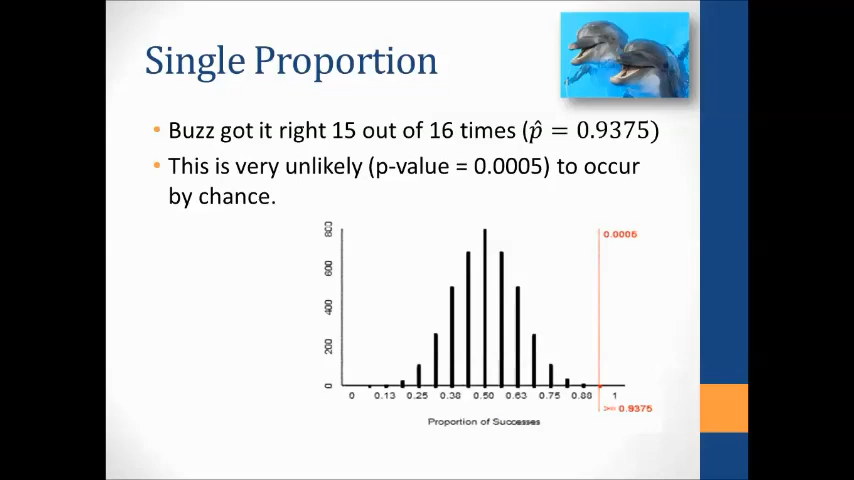 Single Proportion
• Buzz got it right 15 out of 16 times (p̂ = 0.9375)
• This is very unlikely (p-value = 0.0005) to occur
by chance.
800
600
400
200
0
0.0005
0 0.13 0.25 0.38 0.50 0.63 0.75 0.88 1
>= 0.9375
Proportion of Successes